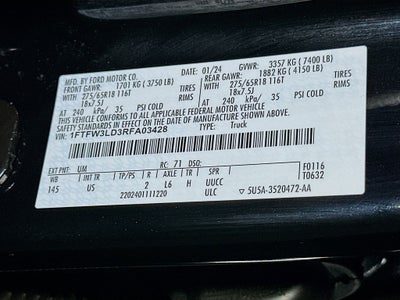 MFD. BY FORD MOTOR CO.
DATE: 01/24 GVWR: 3357 KG ( 7400 LB)
FRONT GAWR: 1701 KG ( 3750 LB) REAR GAWR: 1882 KG ( 4150 LB)
275/65R18 116T TIRES 275/65R18 116T TIRES
18x7.5J RIMS 18x7.5J RIMS
AT 240 kPa/ 35 PSI COLD AT 240 kPa/ 35 PSI COLD
THIS VEHICLE CONFORMS TO ALL APPLICABLE FEDERAL MOTOR VEHICLE SAFETY STANDARDS IN EFFECT ON THE DATE OF MANUFACTURE SHOWN ABOVE.
VIN: 1FTFW3LD3RFA03428 TYPE: Truck
EXT PNT: UM RC: 71 DSO: F0116
WB INT TR TP/PS R AXLE TR H UUCC T0632
145 US 2 L6 ULC ▽ 5U5A-3520472-AA
2202401111220